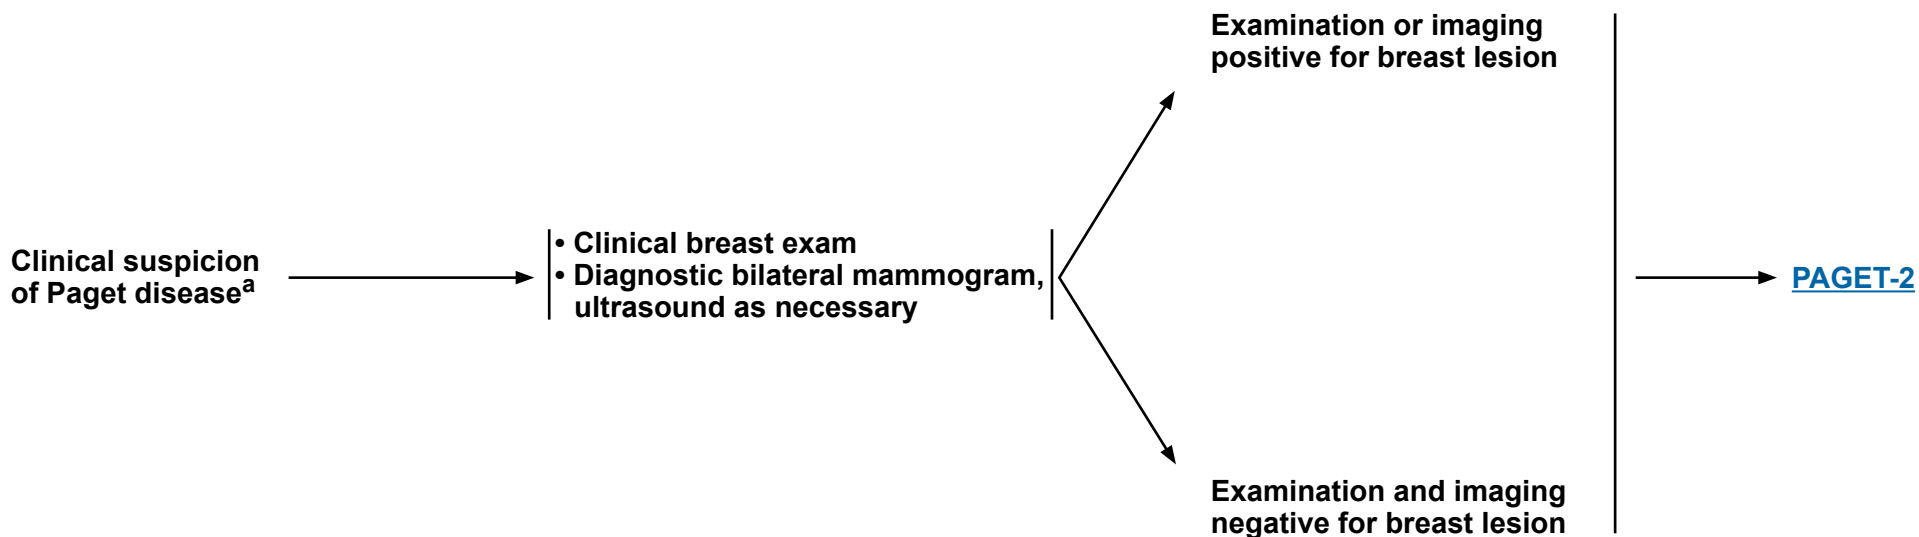 Clinical suspicion
of Paget diseaseᵃ
• Clinical breast exam
• Diagnostic bilateral mammogram,
ultrasound as necessary
Examination or imaging
positive for breast lesion
Examination and imaging
negative for breast lesion
PAGET-2